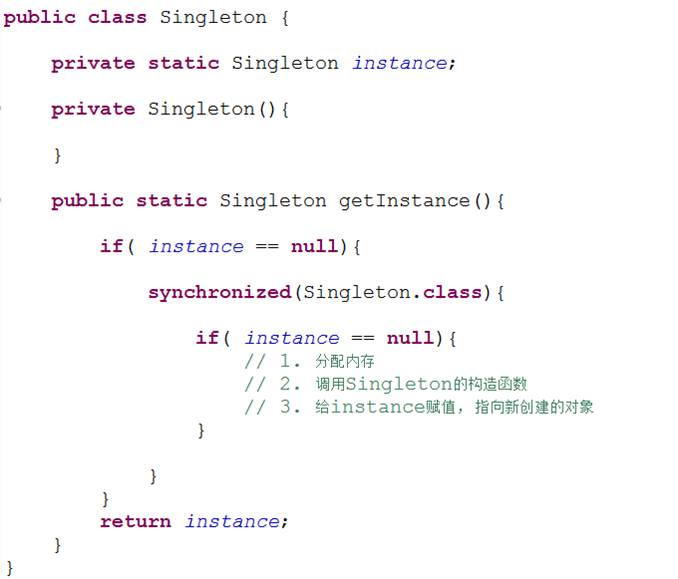 public class Singleton {
private static Singleton instance;
private Singleton(){
}
public static Singleton getInstance(){
if( instance == null){
synchronized(Singleton.class){
if( instance == null){
// 1. 分配内存
// 2. 调用Singleton的构造函数
// 3. 给instance赋值，指向新创建的对象
}
}
}
return instance;
}
}